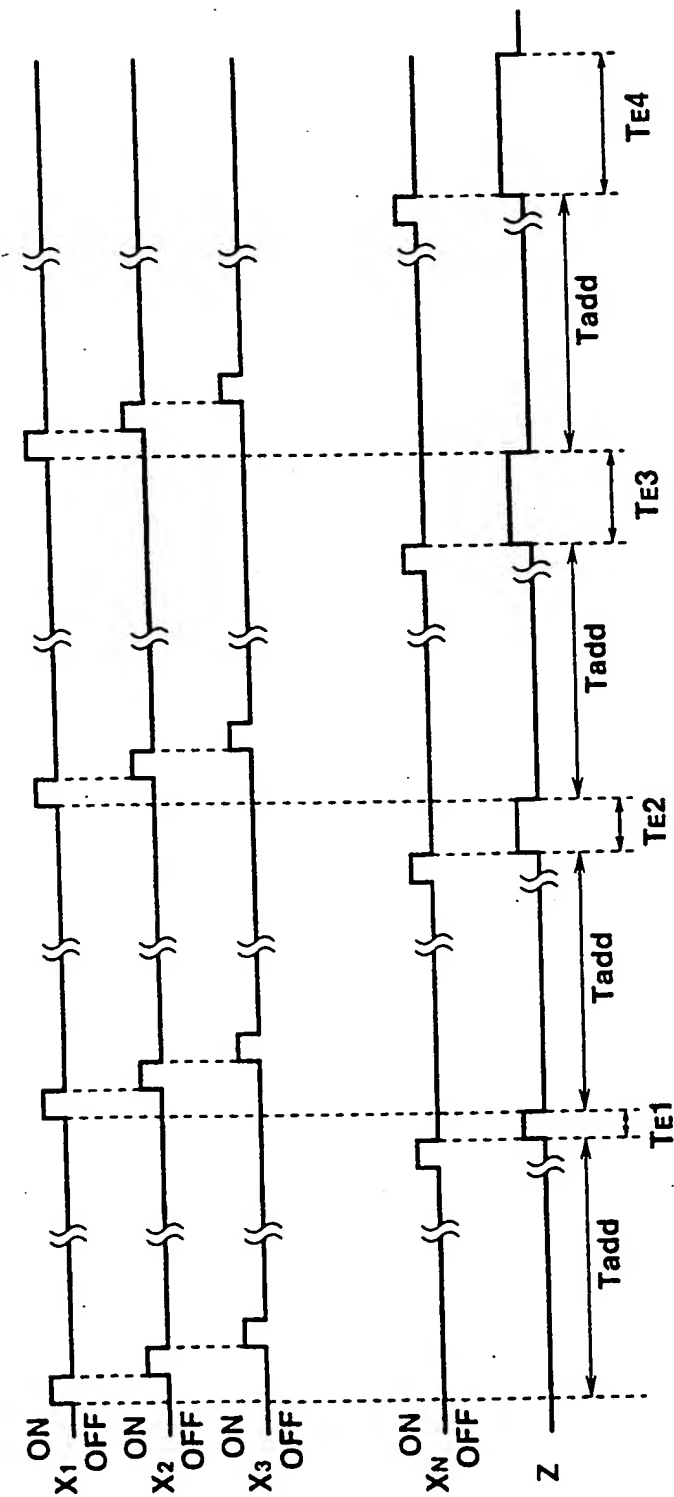 X1 ON OFF
X2 ON OFF
X3 ON OFF
XN ON OFF
Z
Tadd TE1 Tadd TE2 Tadd TE3 Tadd TE4